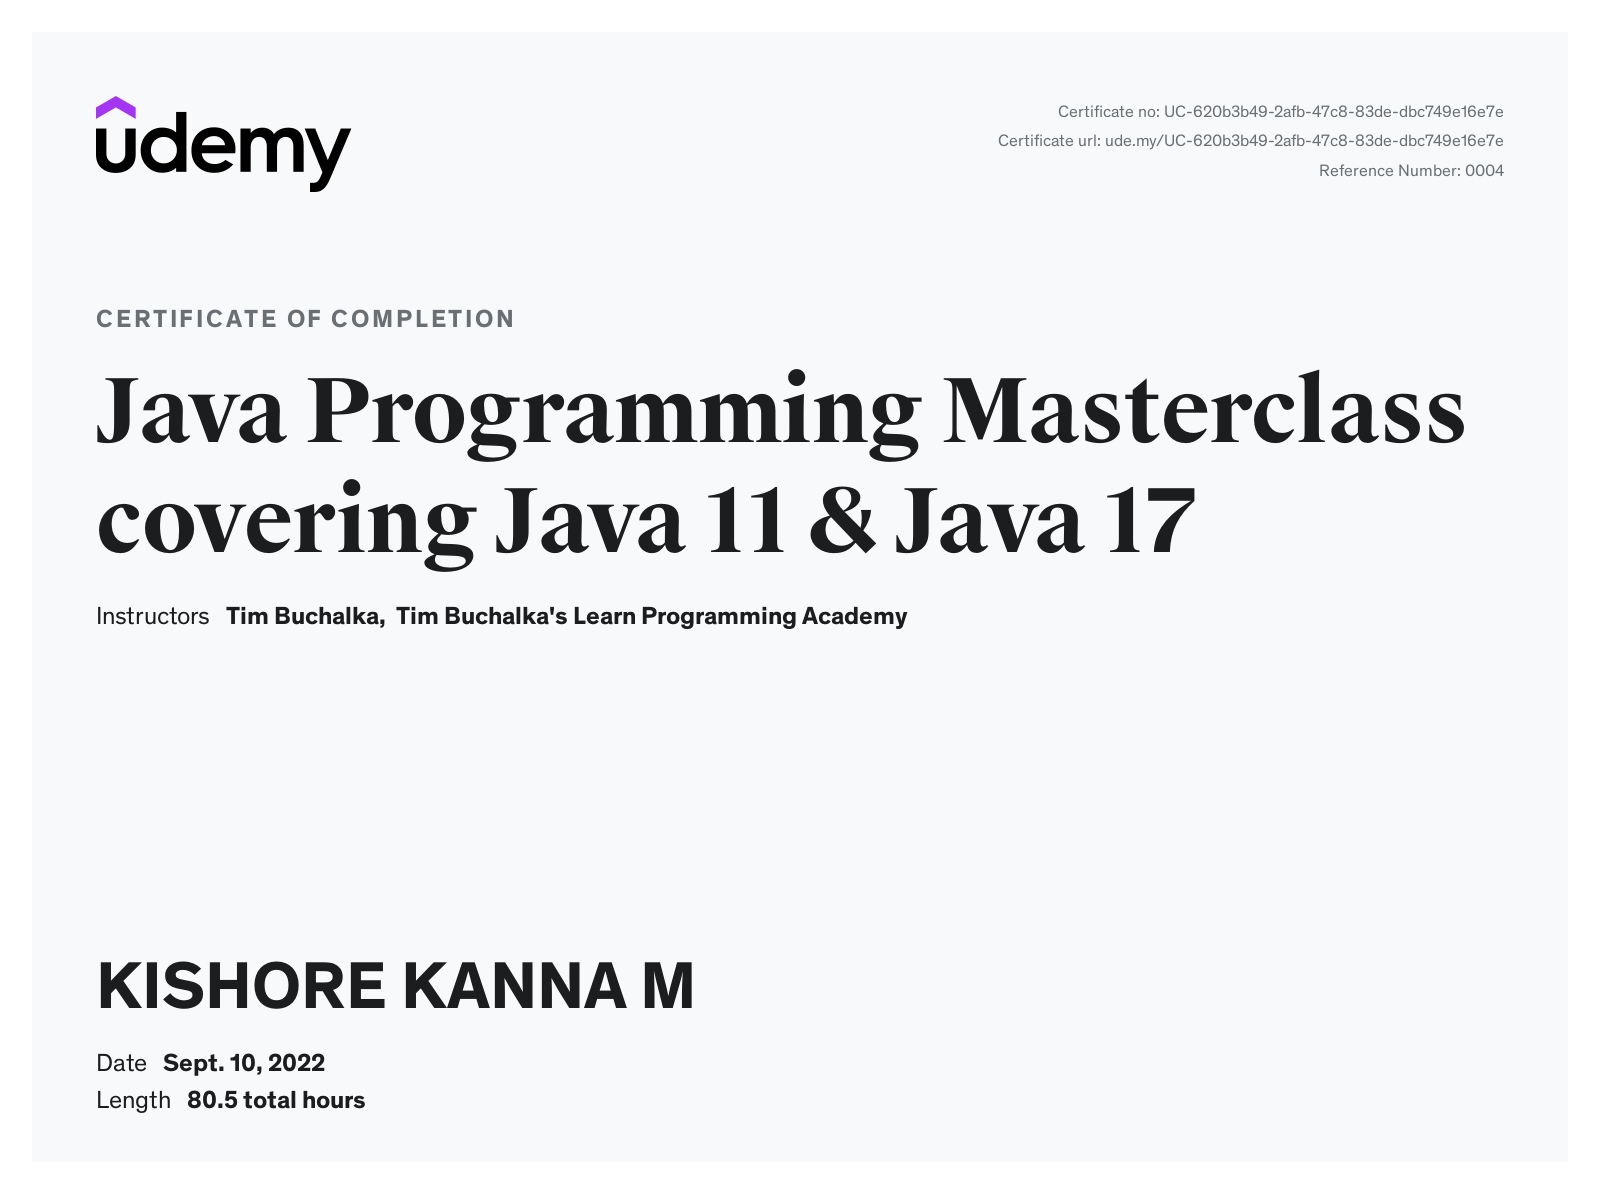 udemy
Certificate no: UC-620b3b49-2afb-47c8-83de-dbc749e16e7e
Certificate url: ude.my/UC-620b3b49-2afb-47c8-83de-dbc749e16e7e
Reference Number: 0004
CERTIFICATE OF COMPLETION
Java Programming Masterclass
covering Java 11 & Java 17
Instructors Tim Buchalka, Tim Buchalka's Learn Programming Academy
KISHORE KANNA M
Date Sept. 10, 2022
Length 80.5 total hours